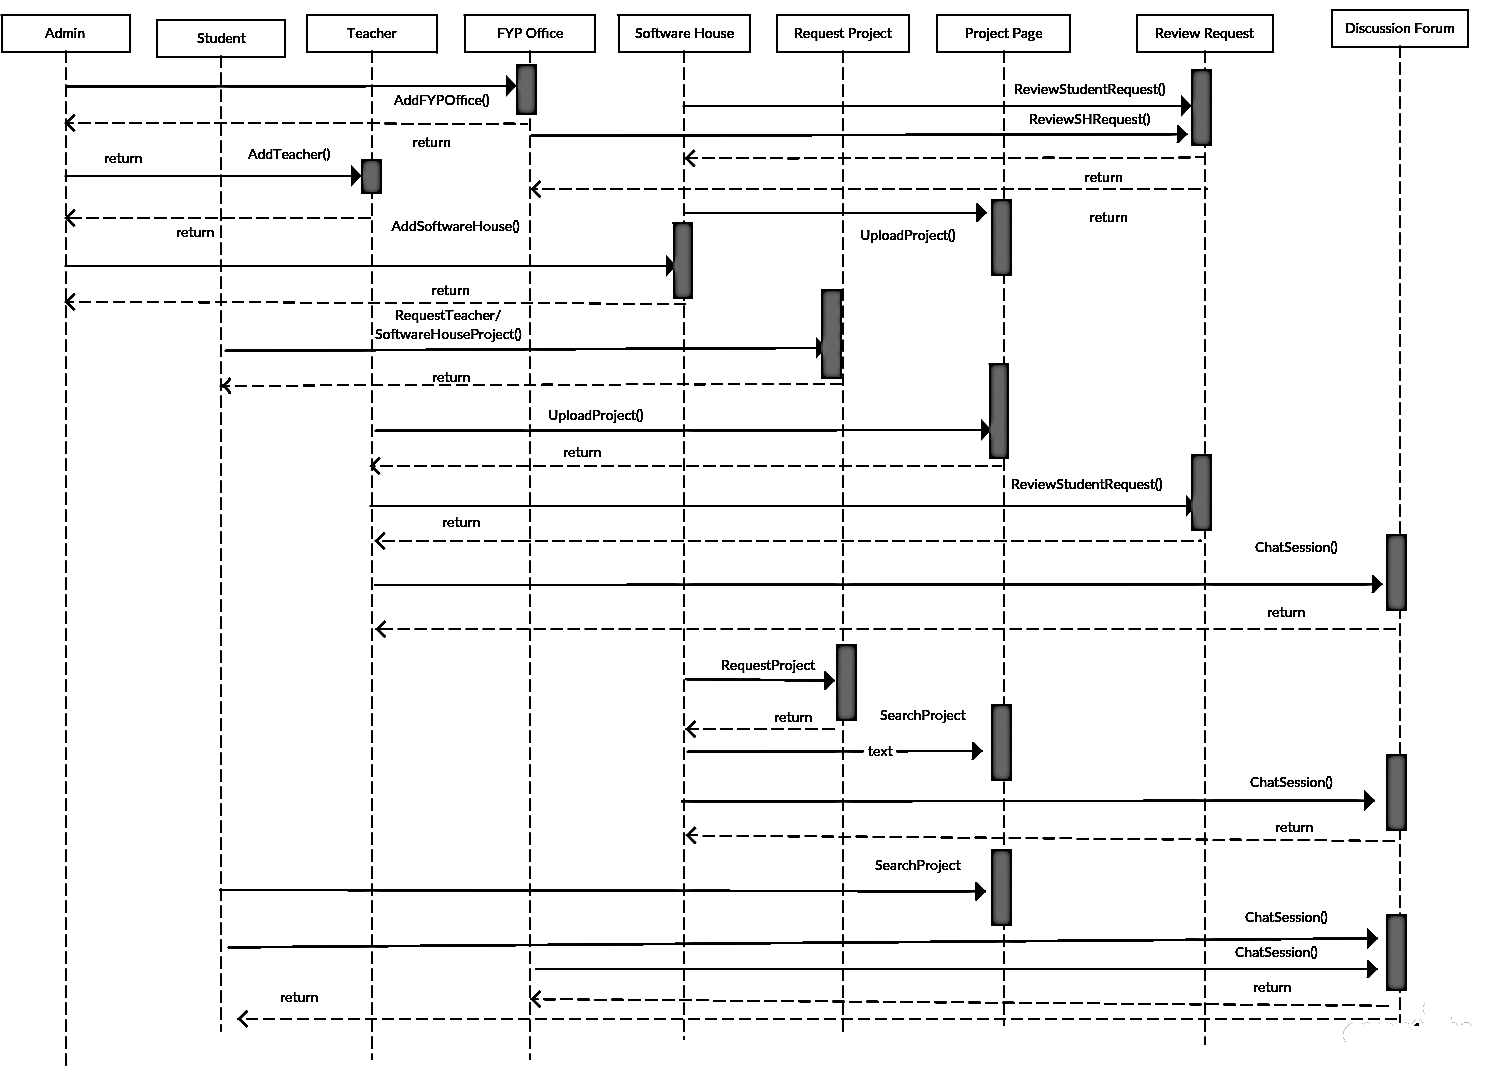 Admin
Student
Teacher
FYP Office
Software House
Request Project
Project Page
Review Request
Discussion Forum
AddFYPOffice()
ReviewStudentRequest()
ReviewSHRequest()
return
return
AddTeacher()
return
return
return
AddSoftwareHouse()
UploadProject()
return
RequestTeacher/
SoftwareHouseProject()
return
UploadProject()
return
ReviewStudentRequest()
return
ChatSession()
return
RequestProject
return
SearchProject
text
ChatSession()
return
SearchProject
ChatSession()
ChatSession()
return
return